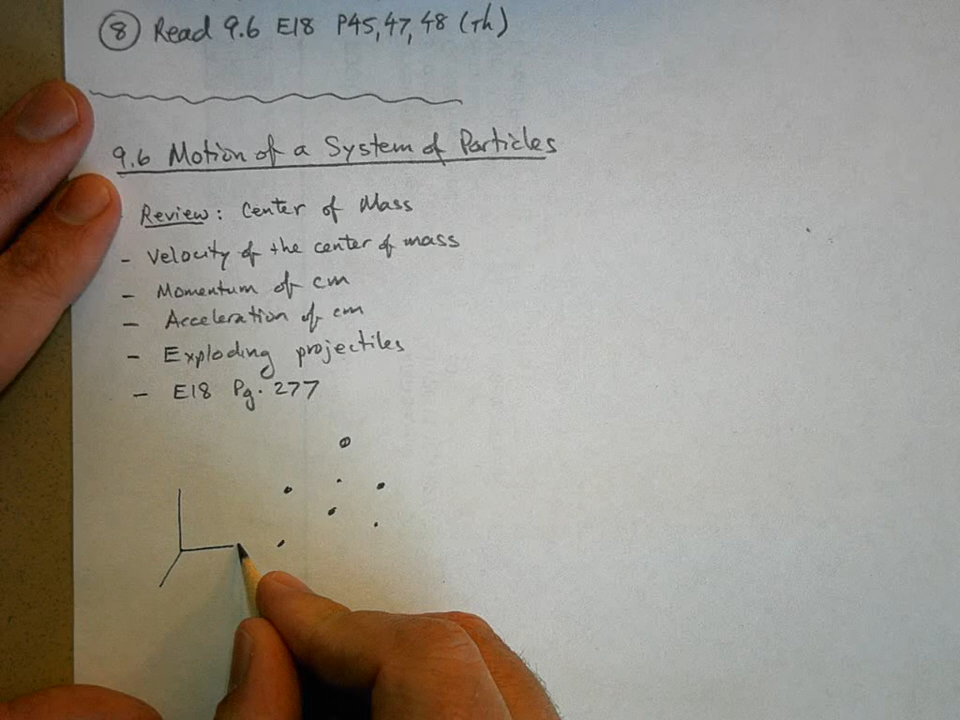 ⑧ Read 9.6 E18 P45,47,48 (Th)
9.6 Motion of a System of Particles
Review: Center of Mass
- Velocity of the center of mass
- Momentum of cm
- Acceleration of cm
- Exploding projectiles
- E18 Pg. 277